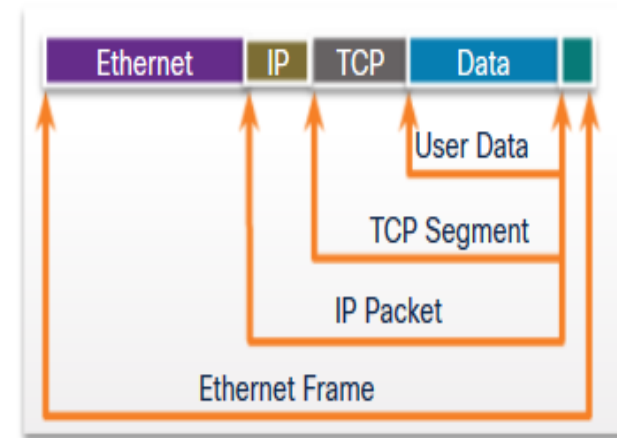 Ethernet IP TCP Data
User Data
TCP Segment
IP Packet
Ethernet Frame